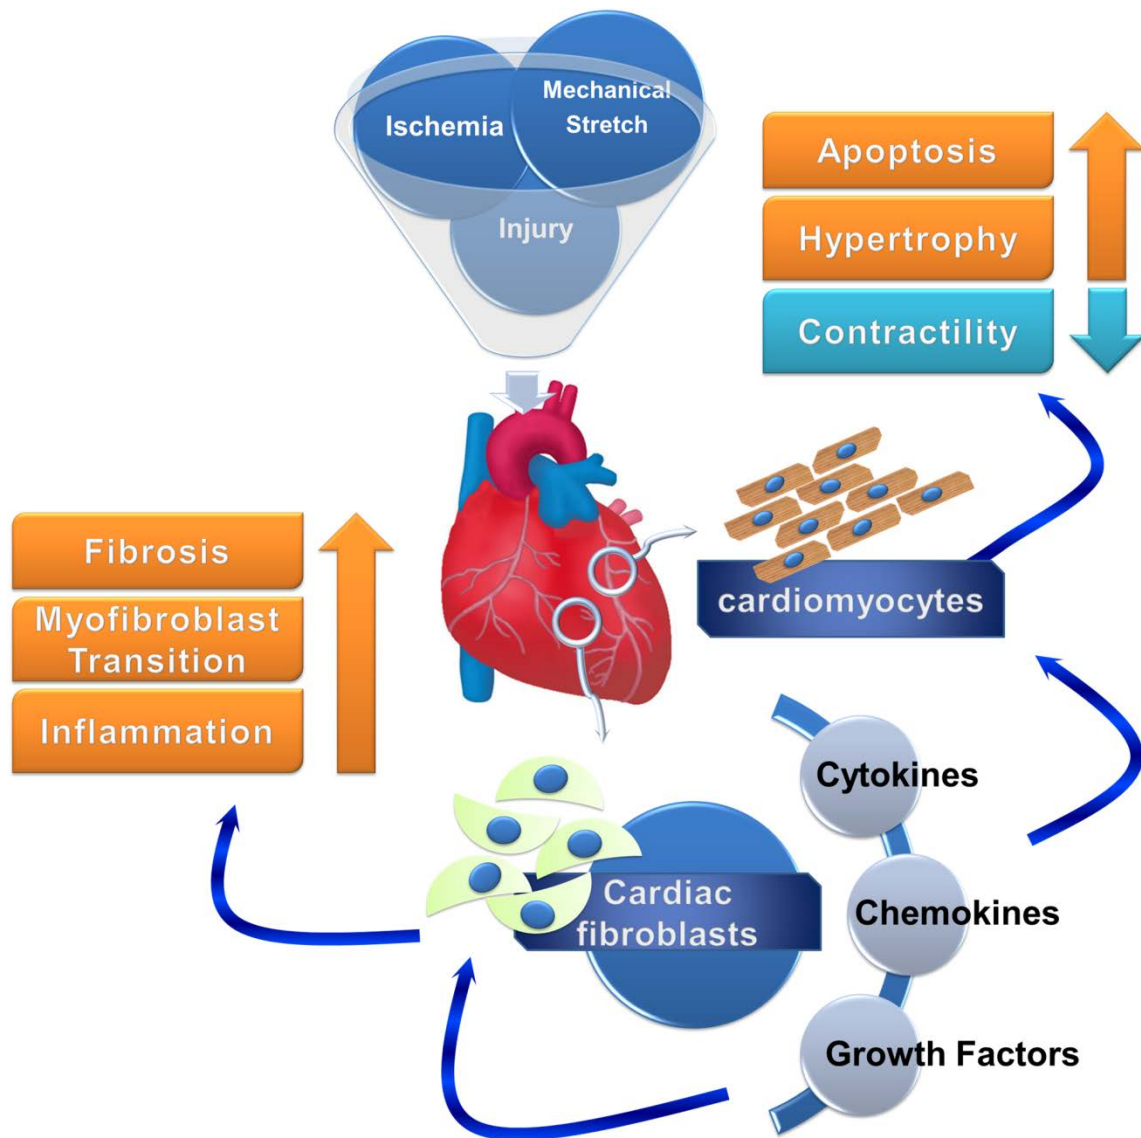 Ischemia
Mechanical
Stretch
Injury
Apoptosis
Hypertrophy
Contractility
cardiomyocytes
Fibrosis
Myofibroblast
Transition
Inflammation
Cardiac
fibroblasts
Cytokines
Chemokines
Growth Factors